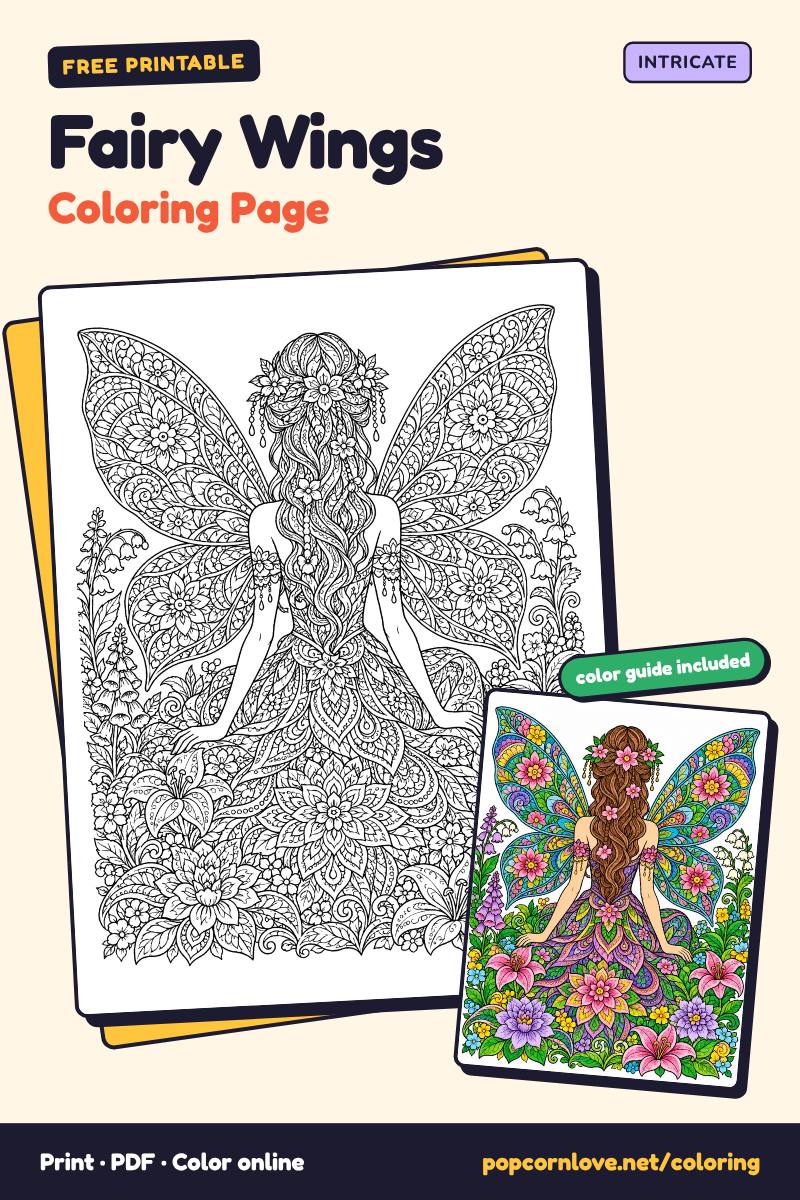 FREE PRINTABLE
INTRICATE
Fairy Wings
Coloring Page
color guide included
Print · PDF · Color online
popcornlove.net/coloring